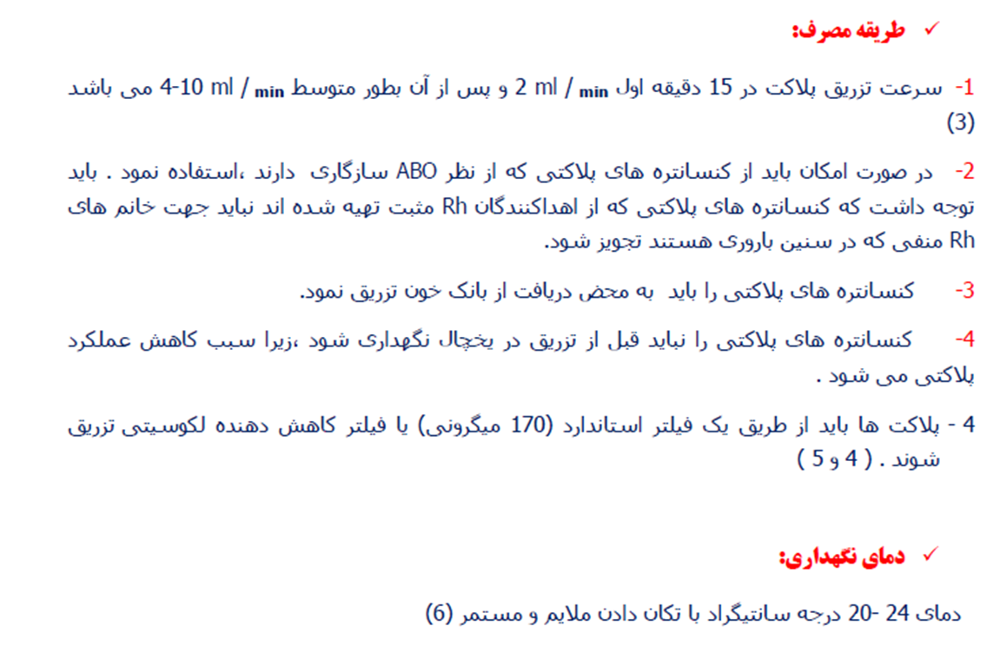 ✓ طریقه مصرف:
1- سرعت تزریق پلاکت در 15 دقیقه اول 2 ml / min و پس از آن بطور متوسط 4-10 ml / min می باشد
(3)
2- در صورت امکان باید از کنسانتره های پلاکتی که از نظر ABO سازگاری دارند ،استفاده نمود . باید
توجه داشت که کنسانتره های پلاکتی که از اهداکنندگان Rh مثبت تهیه شده اند نباید جهت خانم های
Rh منفی که در سنین باروری هستند تجویز شود.
3- کنسانتره های پلاکتی را باید به محض دریافت از بانک خون تزریق نمود.
4- کنسانتره های پلاکتی را نباید قبل از تزریق در یخچال نگهداری شود ،زیرا سبب کاهش عملکرد
پلاکتی می شود .
4 - پلاکت ها باید از طریق یک فیلتر استاندارد (170 میگرونی) یا فیلتر کاهش دهنده لکوسیتی تزریق
شوند . ( 4 و 5 )
✓ دمای نگهداری:
دمای 24 -20 درجه سانتیگراد با تکان دادن ملایم و مستمر (6)